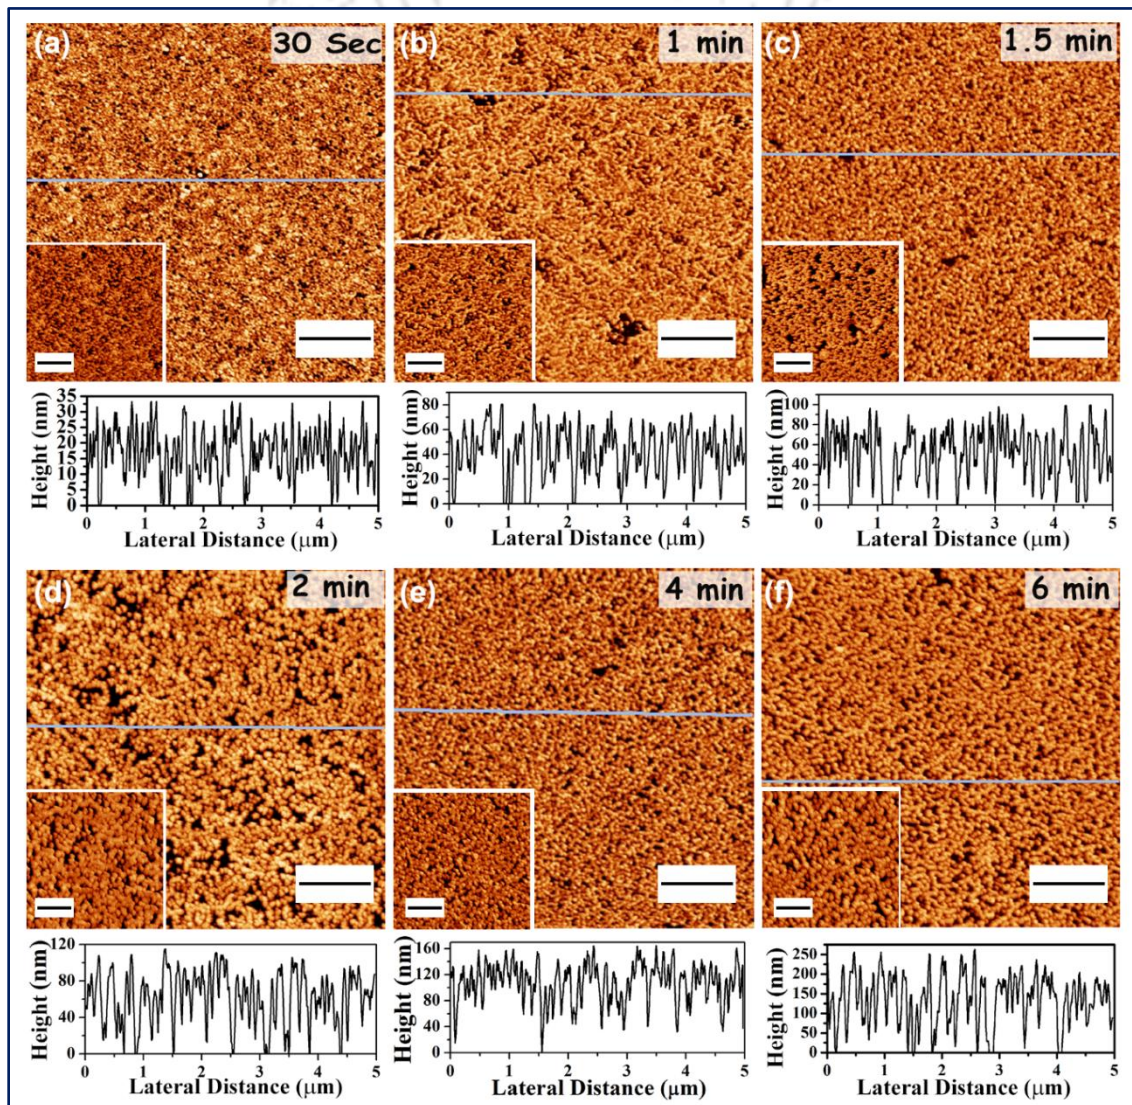 (a) 30 Sec (b) 1 min (c) 1.5 min
Height (nm) 35 30 25 20 15 10 5 0
0 1 2 3 4 5
Lateral Distance (μm)
Height (nm) 80 60 40 20 0
0 1 2 3 4 5
Lateral Distance (μm)
Height (nm) 100 80 60 40 20 0
0 1 2 3 4 5
Lateral Distance (μm)
(d) 2 min (e) 4 min (f) 6 min
Height (nm) 120 80 40 0
0 1 2 3 4 5
Lateral Distance (μm)
Height (nm) 160 120 80 40 0
0 1 2 3 4 5
Lateral Distance (μm)
Height (nm) 250 200 150 100 50 0
0 1 2 3 4 5
Lateral Distance (μm)